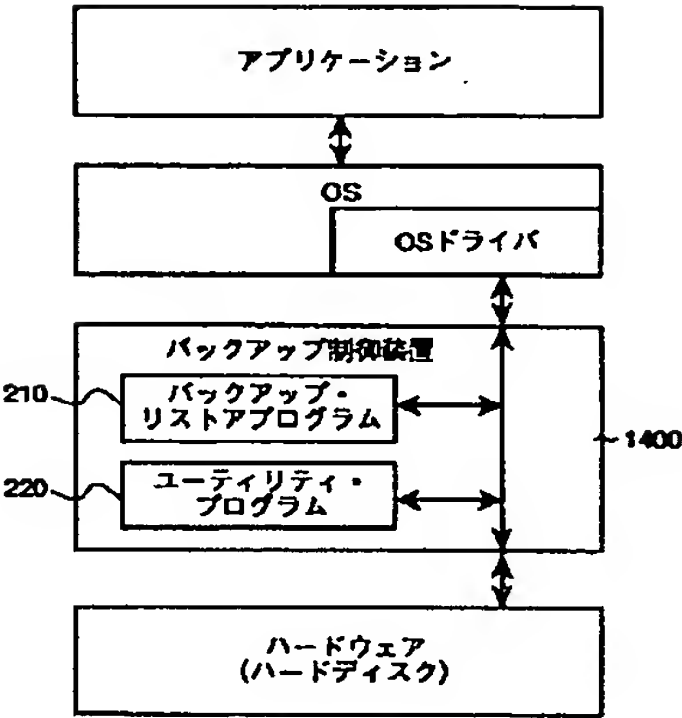 アプリケーション
OS
OSドライバ
バックアップ制御装置
210
バックアップ・
リストアプログラム
1400
220
ユーティリティ・
プログラム
ハードウェア
(ハードディスク)